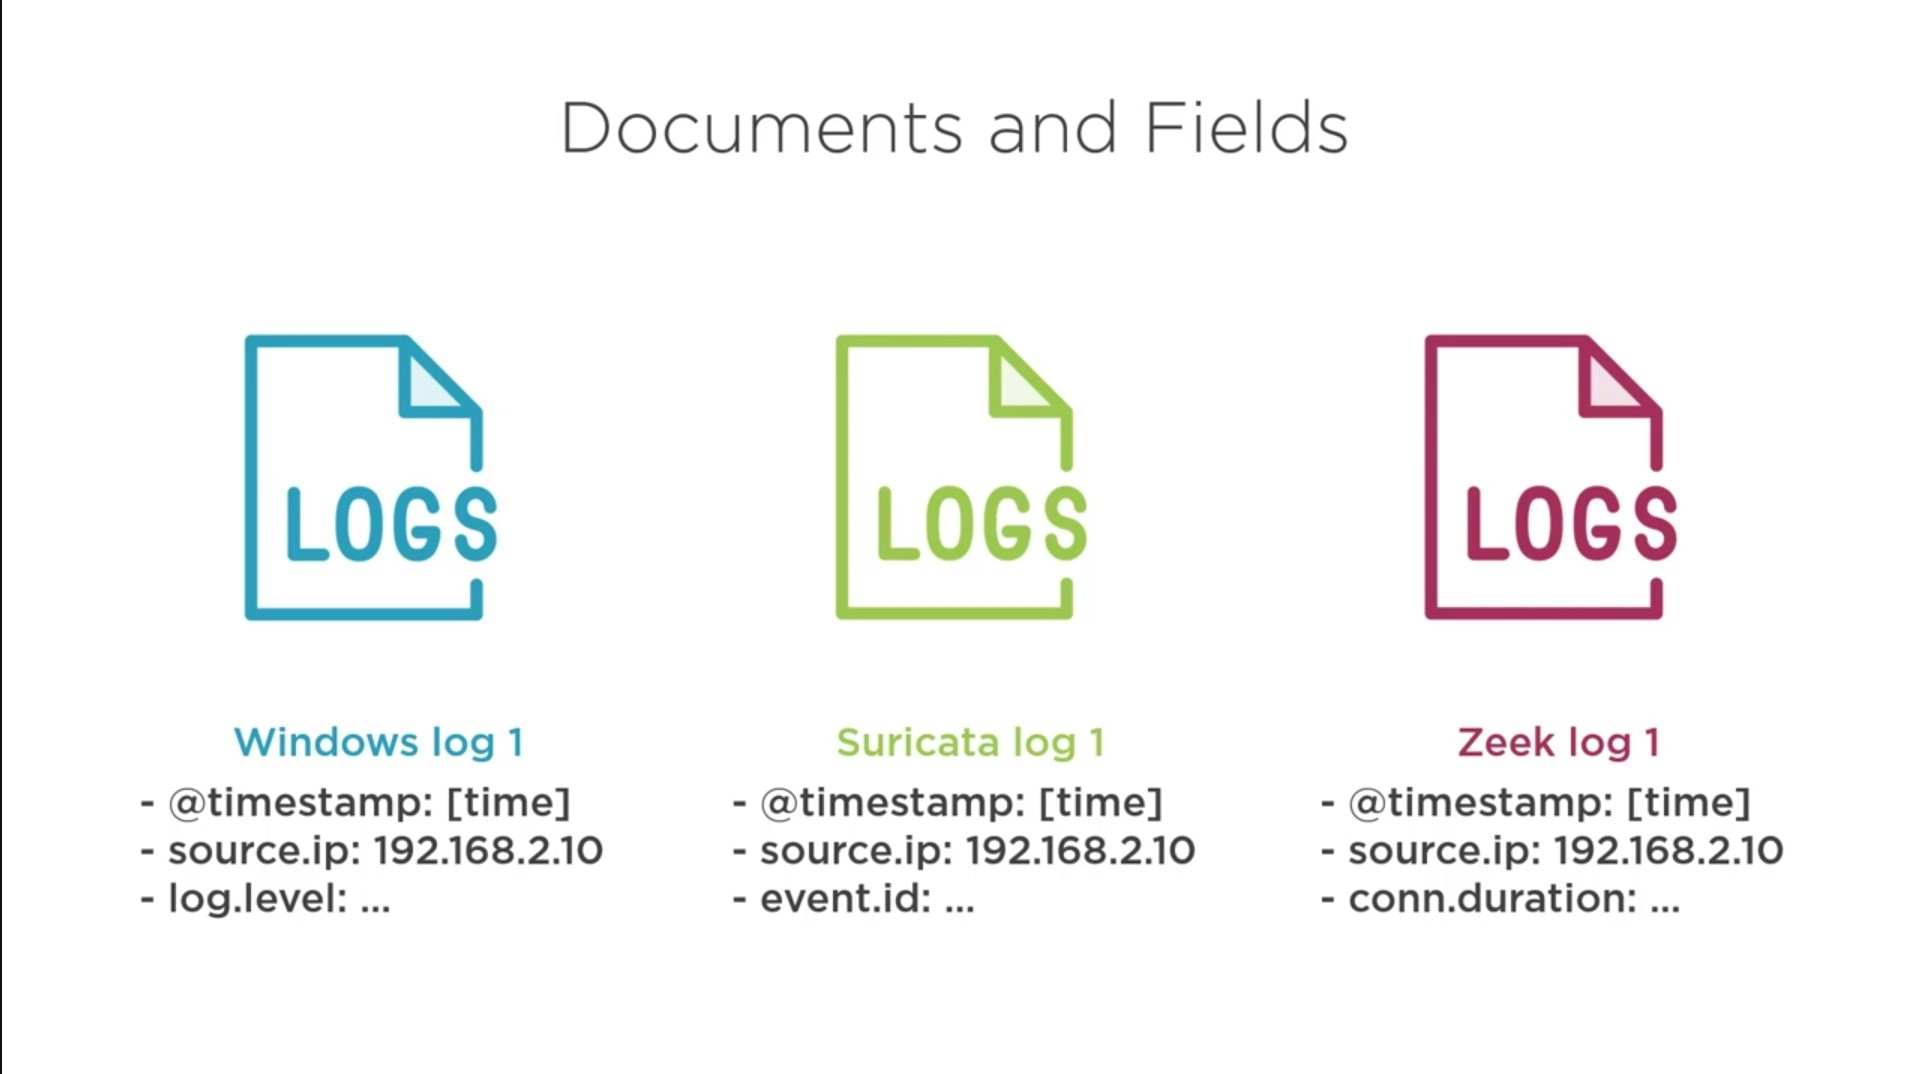 Documents and Fields
LOGS
LOGS
LOGS
Windows log 1
- @timestamp: [time]
- source.ip: 192.168.2.10
- log.level: ...
Suricata log 1
- @timestamp: [time]
- source.ip: 192.168.2.10
- event.id: ...
Zeek log 1
- @timestamp: [time]
- source.ip: 192.168.2.10
- conn.duration: ...